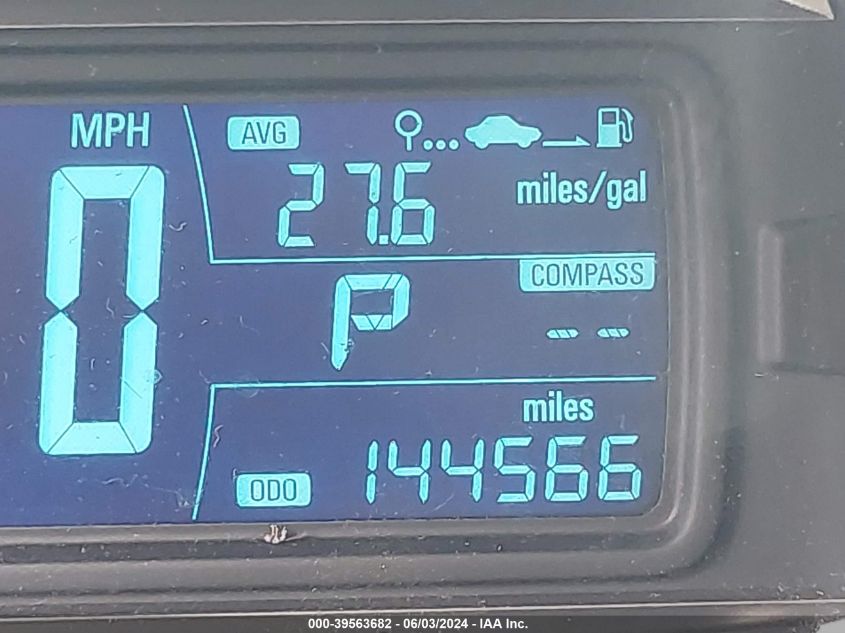 MPH
0
AVG
27.6 miles/gal
P
COMPASS
--
miles
ODO 144566
000-39563682 - 06/03/2024 - IAA Inc.